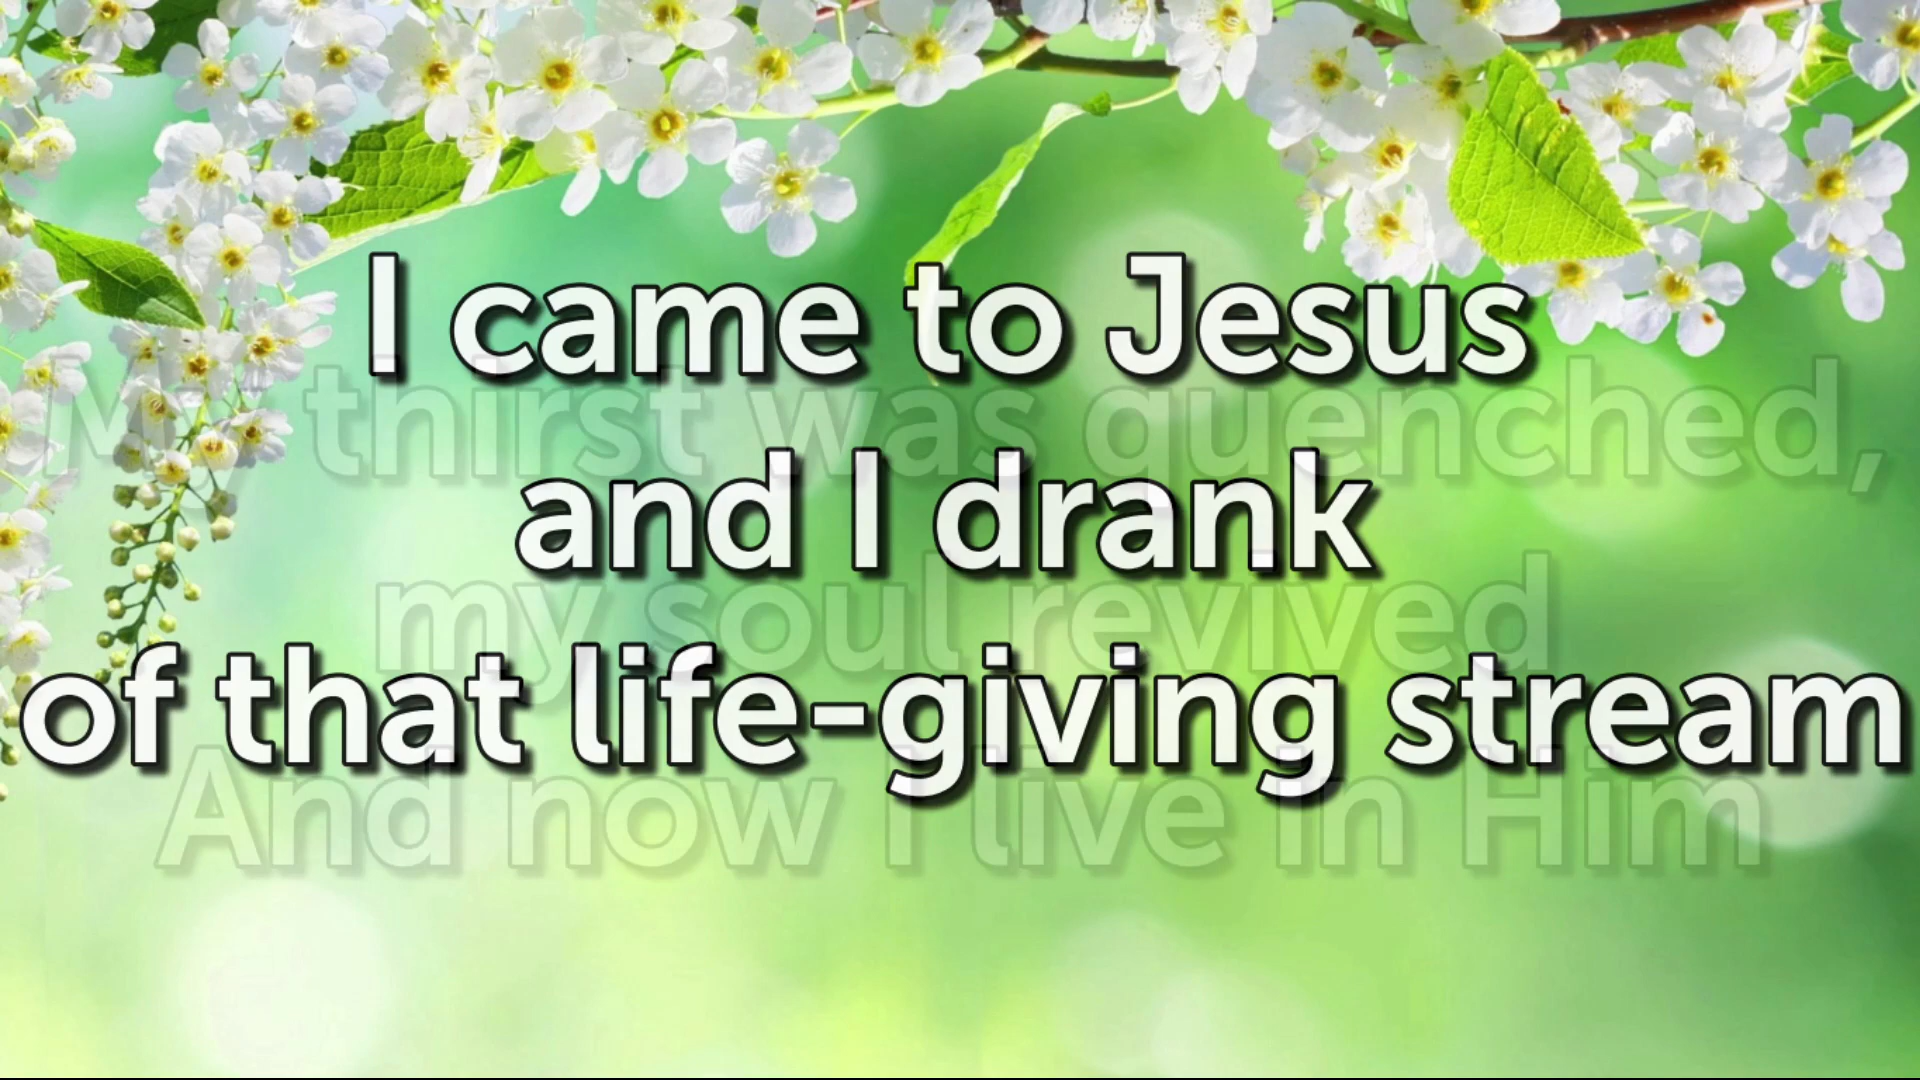 I came to Jesus
My thirst was quenched,
and I drank
my soul revived
of that life-giving stream
And now I live in Him